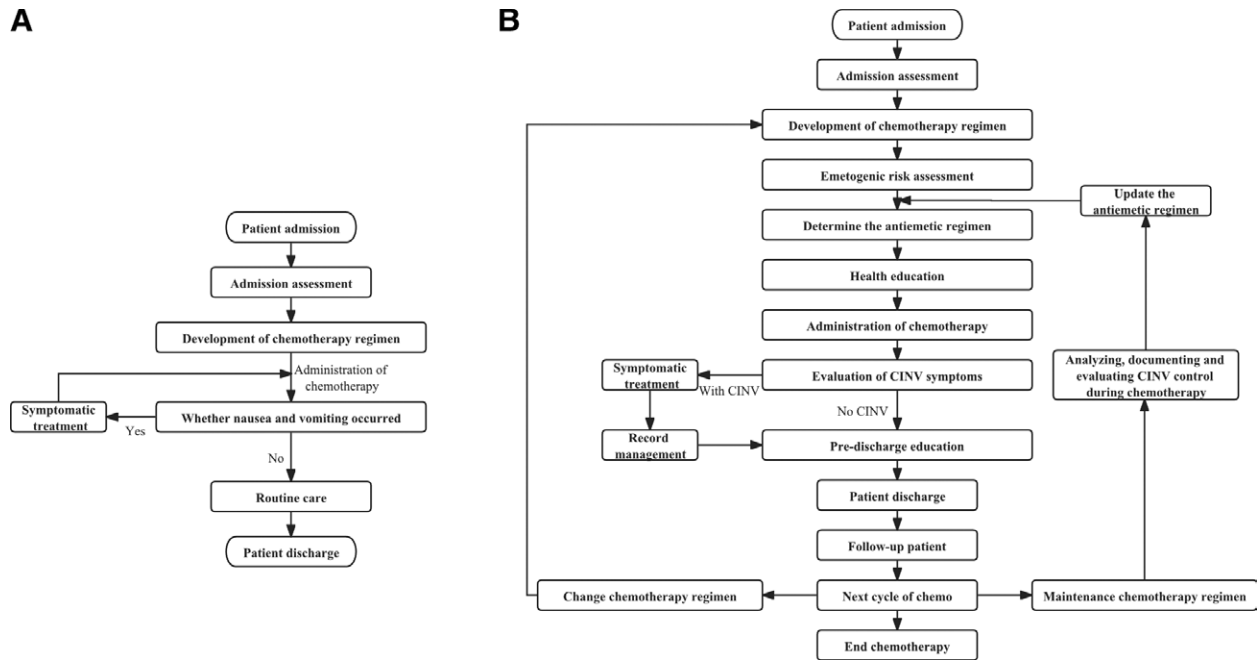 A
Patient admission
Admission assessment
Development of chemotherapy regimen
Administration of
chemotherapy
Symptomatic
treatment
Yes
Whether nausea and vomiting occurred
No
Routine care
Patient discharge
B
Patient admission
Admission assessment
Development of chemotherapy regimen
Emetogenic risk assessment
Update the
antiemetic regimen
Determine the antiemetic regimen
Health education
Administration of chemotherapy
Symptomatic
treatment
With CINV
Evaluation of CINV symptoms
Analyzing, documenting and
evaluating CINV control
during chemotherapy
No CINV
Record
management
Pre-discharge education
Patient discharge
Follow-up patient
Change chemotherapy regimen
Next cycle of chemo
Maintenance chemotherapy regimen
End chemotherapy